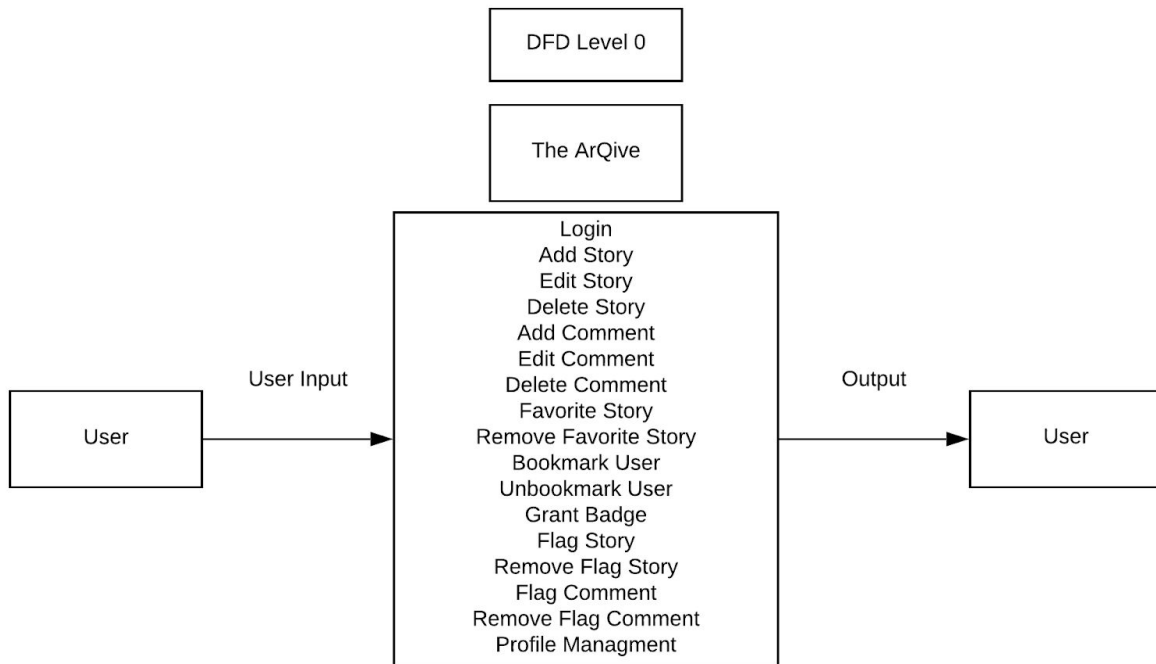 DFD Level 0
The ArQive
Login
Add Story
Edit Story
Delete Story
Add Comment
Edit Comment
Delete Comment
Favorite Story
Remove Favorite Story
Bookmark User
Unbookmark User
Grant Badge
Flag Story
Remove Flag Story
Flag Comment
Remove Flag Comment
Profile Managment
User
User Input
Output
User